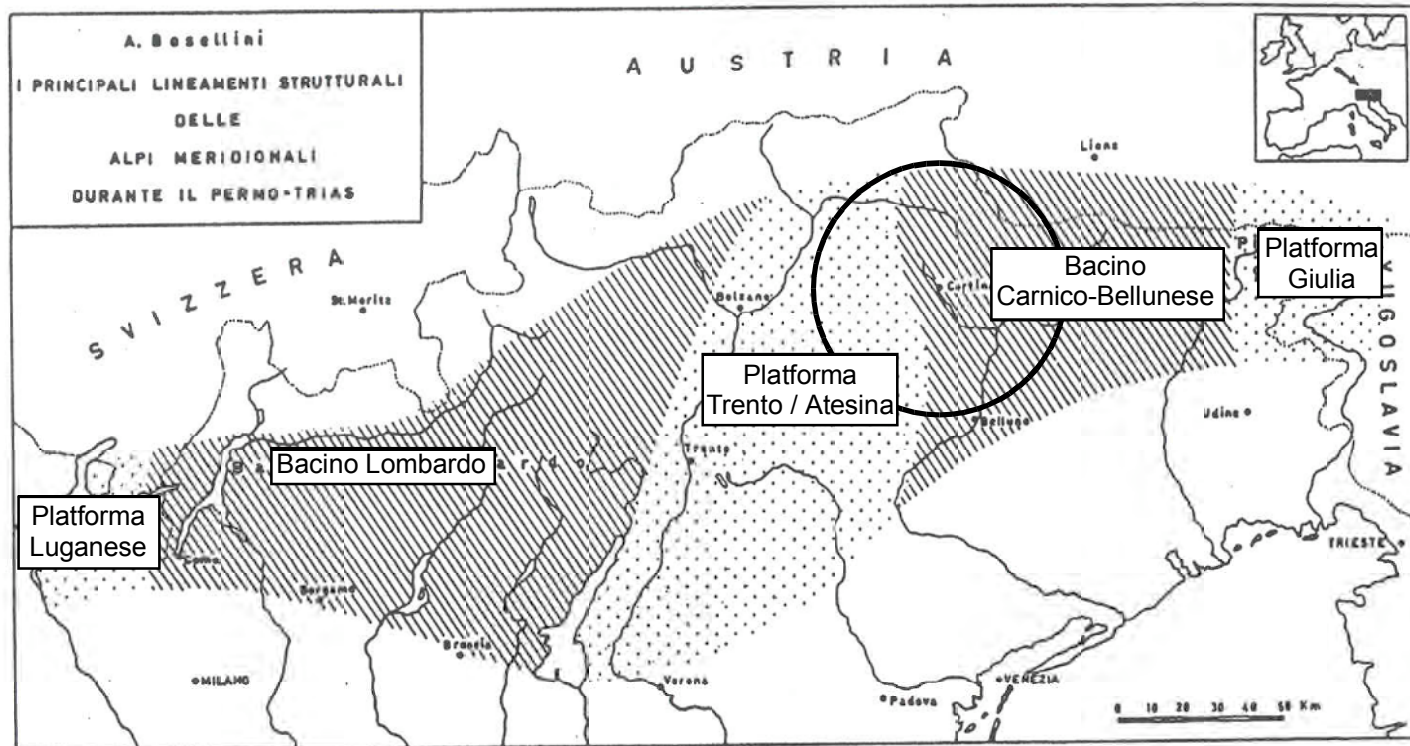 A. Bosellini
I PRINCIPALI LINEAMENTI STRUTTURALI
DELLE
ALPI MERIDIONALI
DURANTE IL PERMO-TRIAS
AUSTRIA
Lienz
SVIZZERA
St. Moritz
Bolzano
Cortina
Bacino
Carnico-Bellunese
Platforma
Giulia
YUGOSLAVIA
Platforma
Trento / Atesina
Belluno
Udine
Trento
Bacino Lombardo
ardo
Platforma
Luganese
Como
Bergamo
Brescia
MILANO
Verona
Padova
VENEZIA
TRIESTE
0 10 20 30 40 50 Km